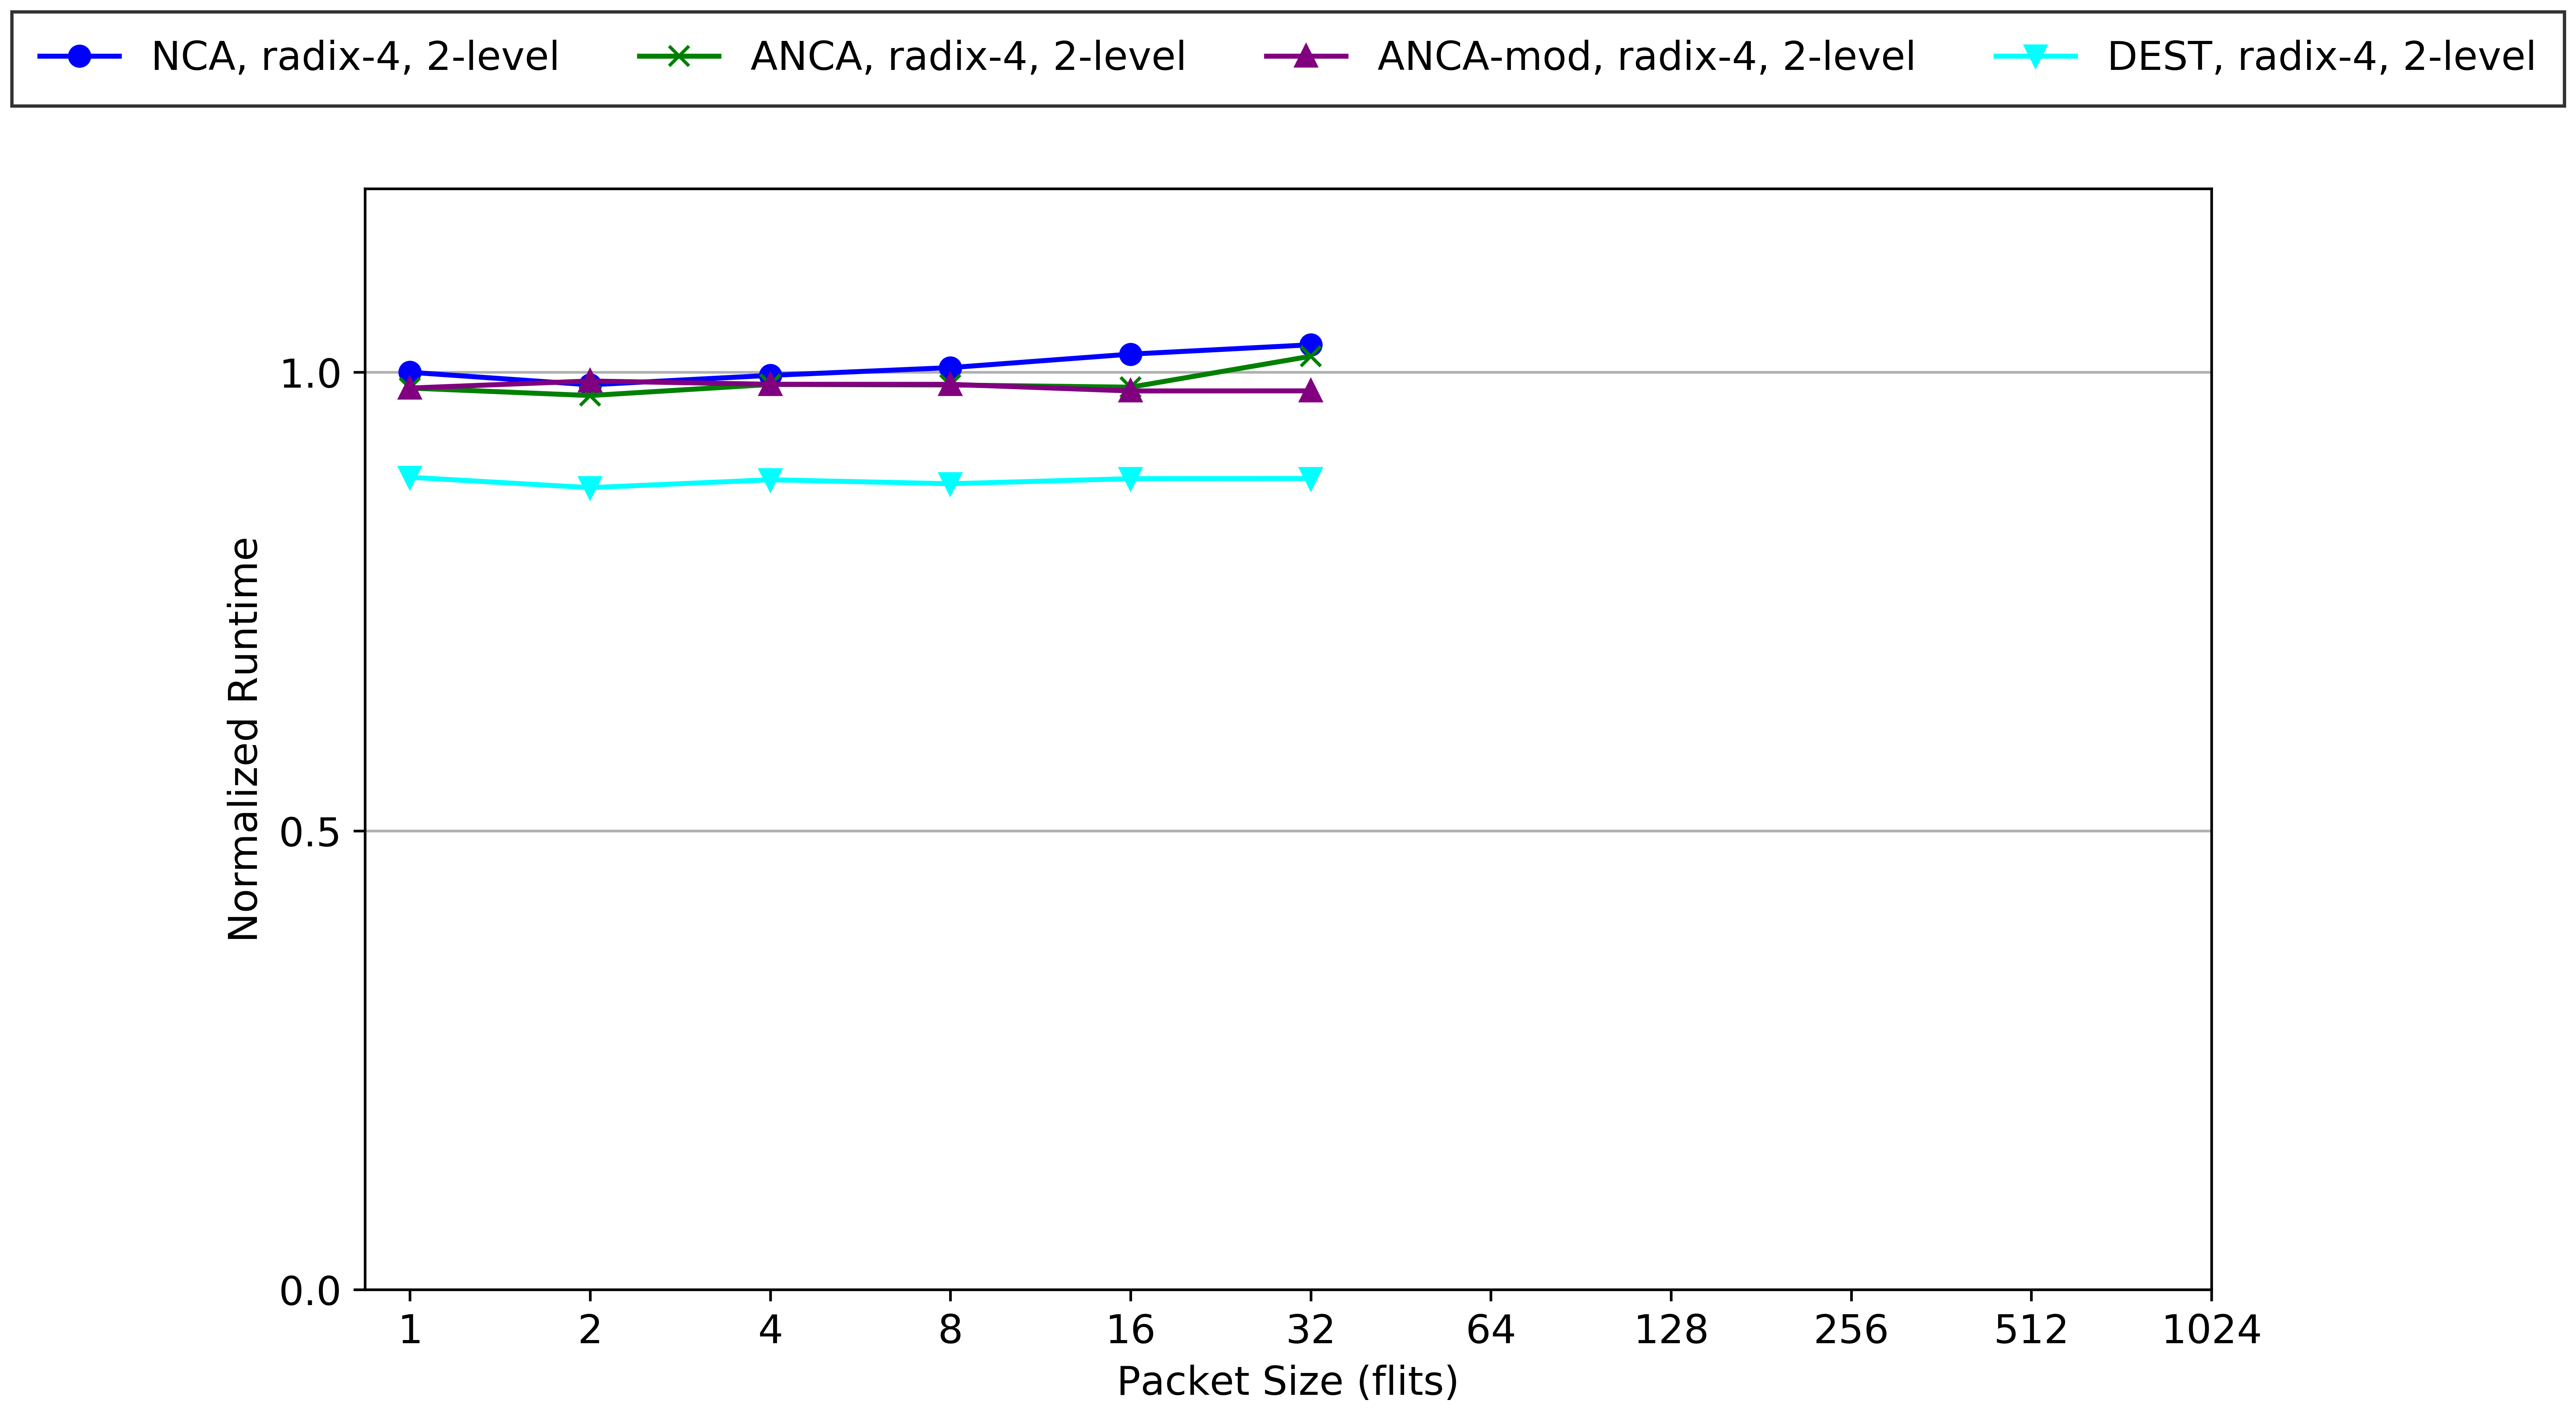 NCA, radix-4, 2-level ANCA, radix-4, 2-level ANCA-mod, radix-4, 2-level DEST, radix-4, 2-level
1.0
0.5
0.0
Normalized Runtime
1 2 4 8 16 32 64 128 256 512 1024
Packet Size (flits)